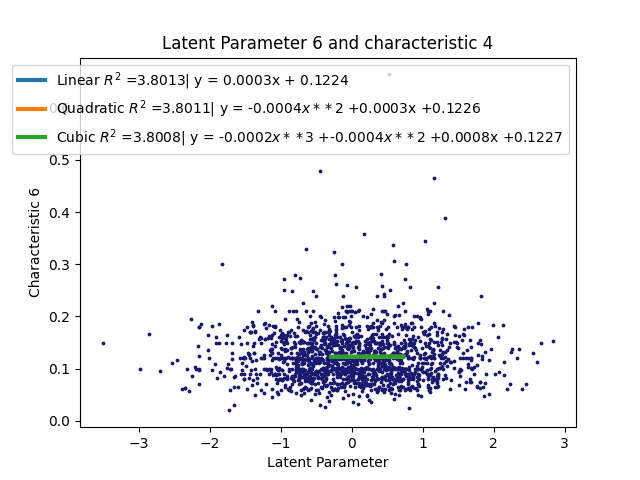 Latent Parameter 6 and characteristic 4
Linear R² =3.8013| y = 0.0003x + 0.1224
Quadratic R² =3.8011| y = -0.0004x**2 +0.0003x +0.1226
Cubic R² =3.8008| y = -0.0002x**3 +-0.0004x**2 +0.0008x +0.1227
Characteristic 6
0.5
0.4
0.3
0.2
0.1
0.0
−3 −2 −1 0 1 2 3
Latent Parameter